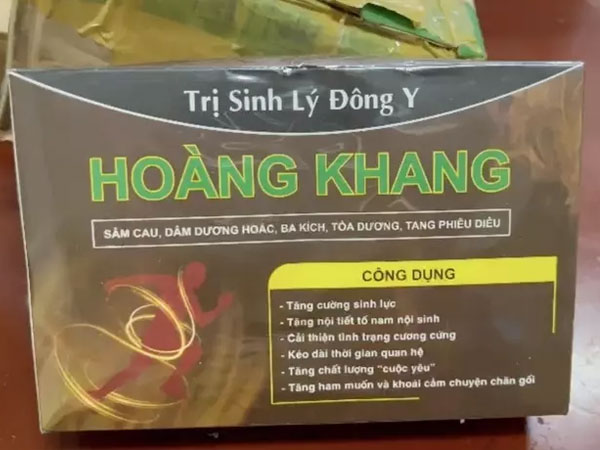 Trị Sinh Lý Đông Y
HOÀNG KHANG
SÂM CAU, DÂM DƯƠNG HOẮC, BA KÍCH, TỎA DƯƠNG, TANG PHIÊU DIÊU
CÔNG DỤNG
- Tăng cường sinh lực
- Tăng nội tiết tố nam nội sinh
- Cải thiện tình trạng cương cứng
- Kéo dài thời gian quan hệ
- Tăng chất lượng "cuộc yêu"
- Tăng ham muốn và khoái cảm chuyện chăn gối